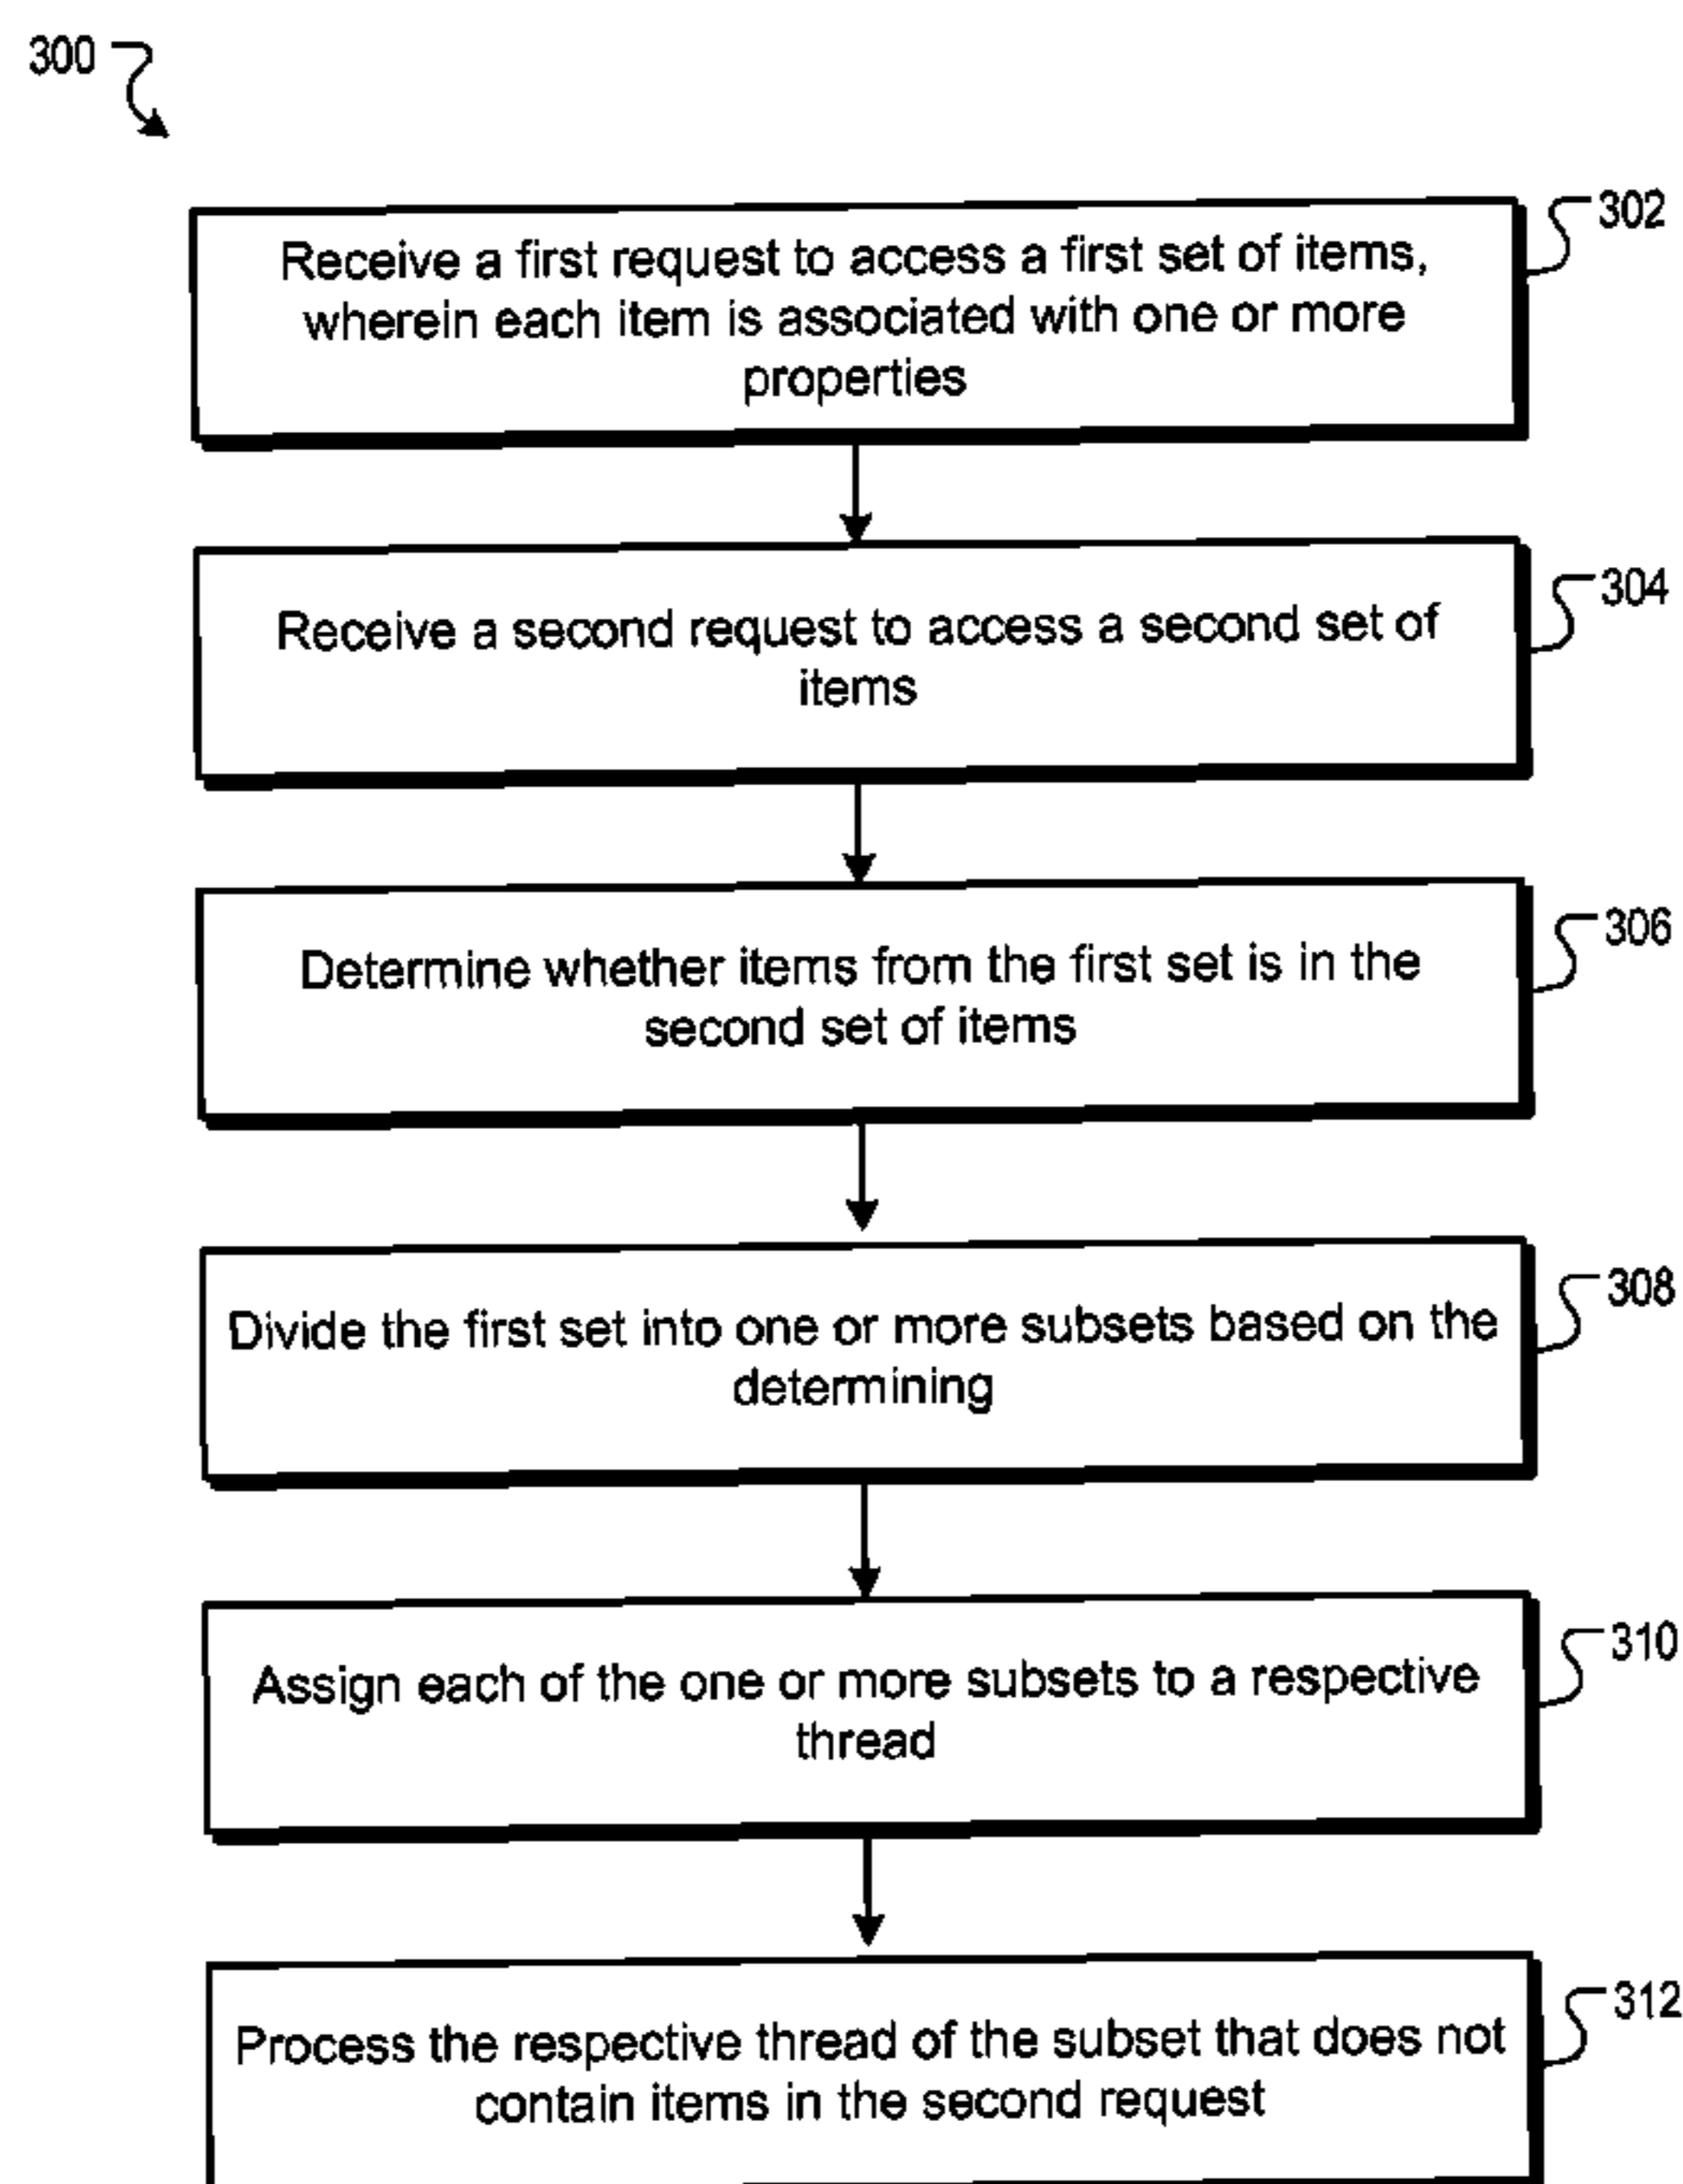 300
302
Receive a first request to access a first set of items,
wherein each item is associated with one or more
properties
304
Receive a second request to access a second set of
items
306
Determine whether items from the first set is in the
second set of items
308
Divide the first set into one or more subsets based on the
determining
310
Assign each of the one or more subsets to a respective
thread
312
Process the respective thread of the subset that does not
contain items in the second request